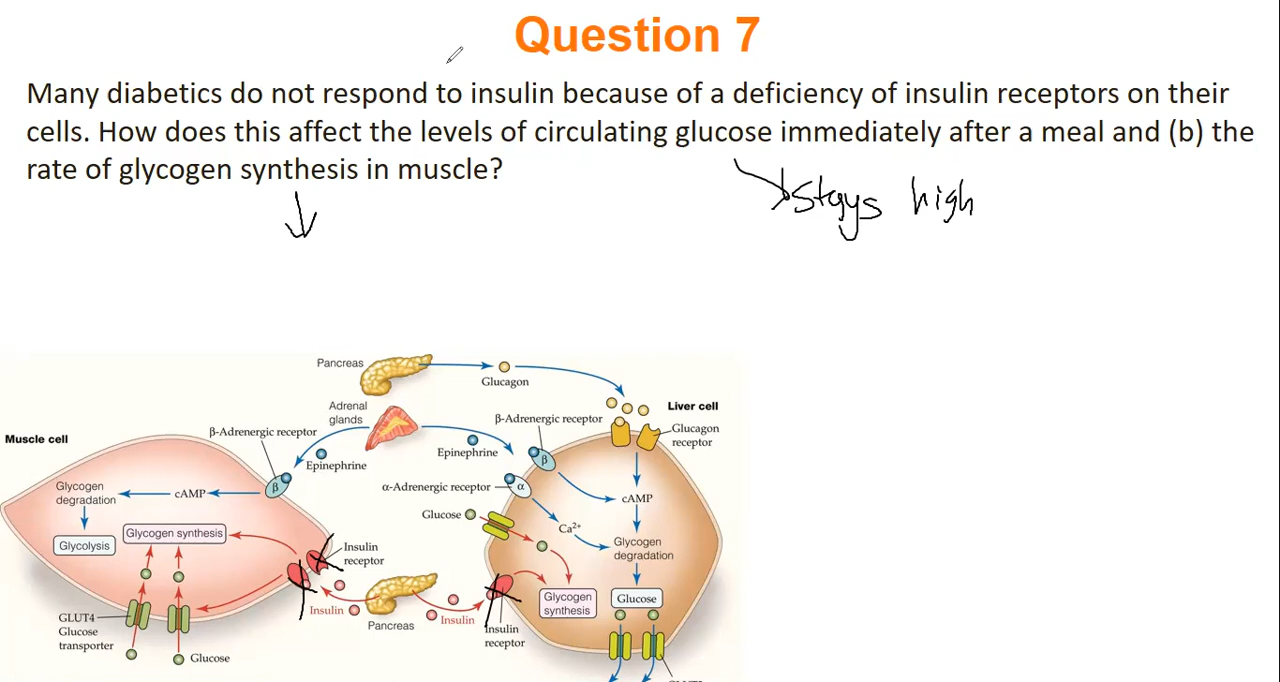 Question 7
Many diabetics do not respond to insulin because of a deficiency of insulin receptors on their
cells. How does this affect the levels of circulating glucose immediately after a meal and (b) the
rate of glycogen synthesis in muscle?
stays high
Pancreas
Glucagon
Adrenal
glands
β-Adrenergic receptor
Liver cell
Glucagon
receptor
Muscle cell
β-Adrenergic receptor
Epinephrine
Epinephrine
β
β
α-Adrenergic receptor
α
Glycogen
degradation
cAMP
cAMP
Glucose
Ca²⁺
Glycolysis
Glycogen synthesis
Glycogen
degradation
Insulin
receptor
Glycogen
synthesis
Glucose
Insulin
Pancreas
Insulin
Insulin
receptor
GLUT4
Glucose
transporter
Glucose